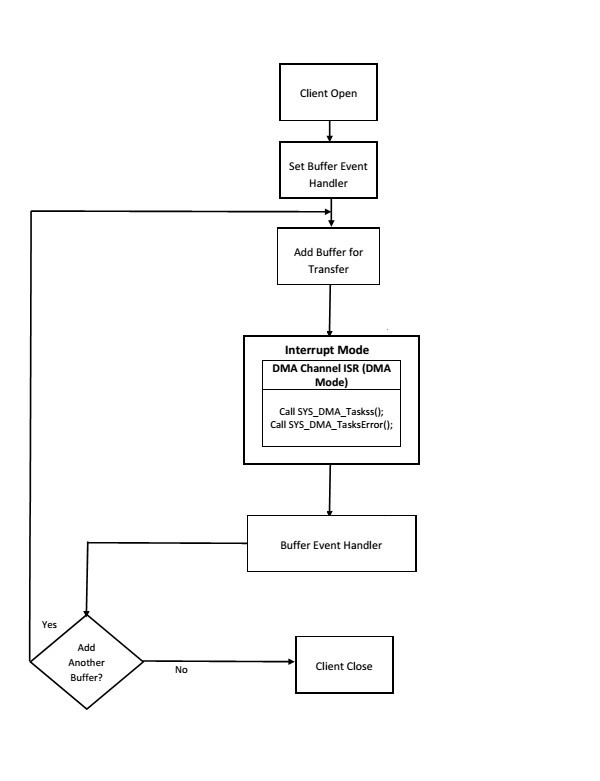 Client Open
Set Buffer Event
Handler
Add Buffer for
Transfer
Interrupt Mode
DMA Channel ISR (DMA
Mode)
Call SYS_DMA_Taskss();
Call SYS_DMA_TasksError();
Buffer Event Handler
Yes
Add
Another
Buffer?
No
Client Close